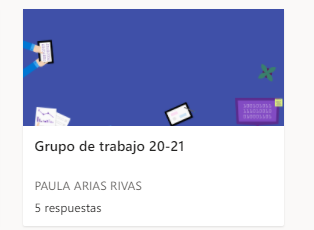 Grupo de trabajo 20-21
PAULA ARIAS RIVAS
5 respuestas